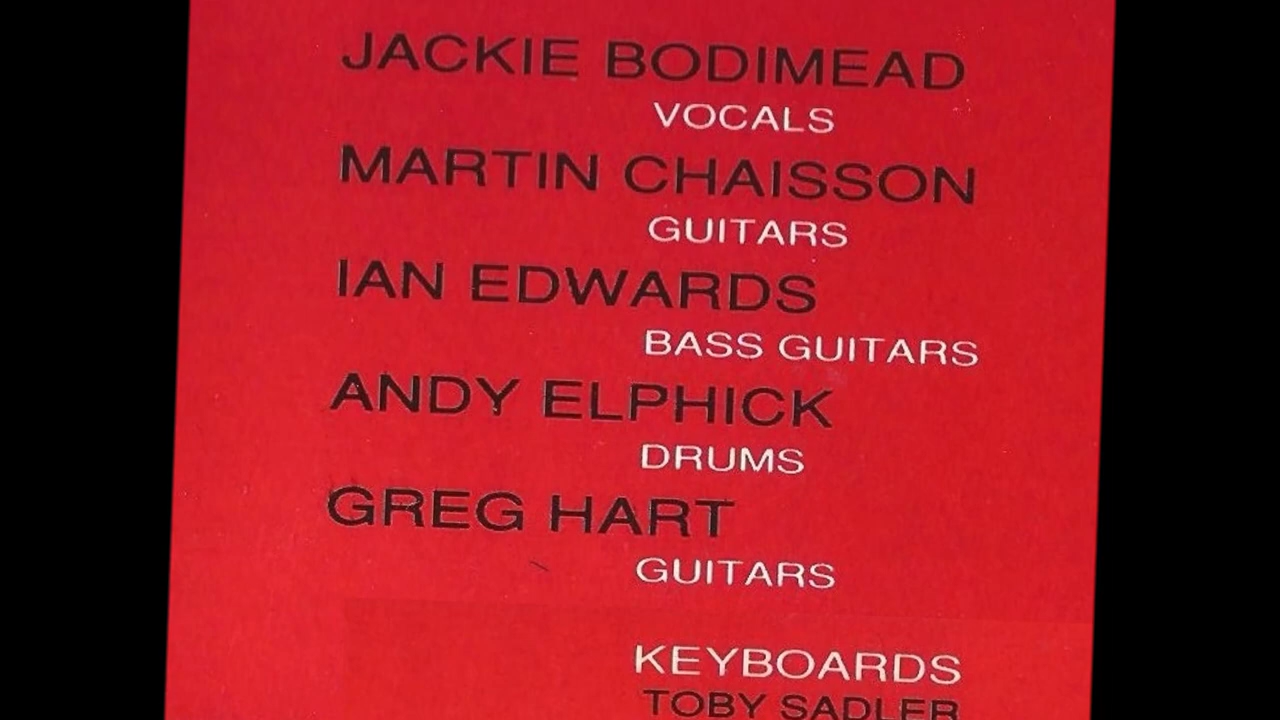 JACKIE BODIMEAD
VOCALS
MARTIN CHAISSON
GUITARS
IAN EDWARDS
BASS GUITARS
ANDY ELPHICK
DRUMS
GREG HART
GUITARS
KEYBOARDS
TOBY SADLER